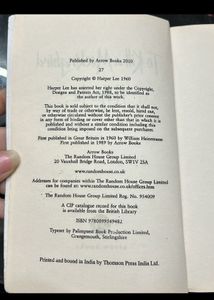 Published by Arrow Books 2010
27
Copyright © Harper Lee 1960
Harper Lee has asserted her right under the Copyright,
Designs and Patents Act, 1988, to be identified as
the author of this work.
This book is sold subject to the condition that it shall not,
by way of trade or otherwise, be lent, resold, hired out,
or otherwise circulated without the publisher's prior consent
in any form of binding or cover other than that in which it is
published and without a similar condition including this
condition being imposed on the subsequent purchaser.
First published in Great Britain in 1960 by William Heinemann
First published in 1989 by Arrow Books
Arrow Books
The Random House Group Limited
20 Vauxhall Bridge Road, London, SW1V 2SA
www.randomhouse.co.uk
Addresses for companies within The Random House Group Limited
can be found at: www.randomhouse.co.uk/offices.htm
The Random House Group Limited Reg. No. 954009
A CIP catalogue record for this book
is available from the British Library
ISBN 9780099549482
Typeset by Palimpsest Book Production Limited,
Grangemouth, Stirlingshire
Printed and bound in India by Thomson Press India Ltd.